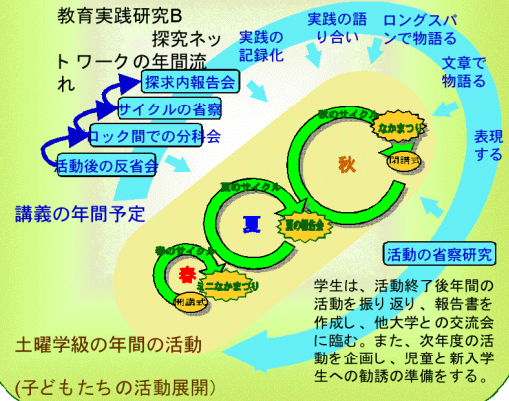 教育実践研究B
探究ネッ
トワークの年間流
れ
実践の
記録化
実践の語
り合い
ロングスパ
ンで物語る
文章で
物語る
表現
する
探求内報告会
サイクルの省察
ロック間での分科会
活動後の反省会
講義の年間予定
秋のサイクル
なかまつり
閉講式
秋
夏のサイクル
夏
夏の報告会
春のサイクル
春
ミニなかまつり
開講式
活動の省察研究
学生は、活動終了後年間の
活動を振り返り、報告書を
作成し、他大学との交流会
に臨む。また、次年度の活
動を企画し、児童と新入学
生への勧誘の準備をする。
土曜学級の年間の活動
(子どもたちの活動展開)